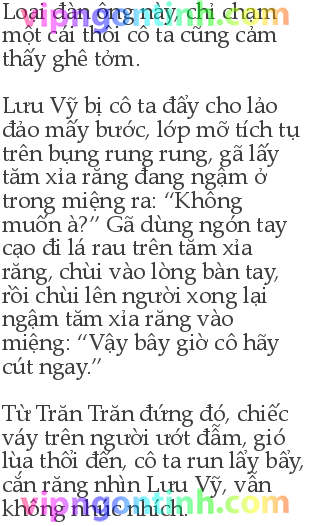 Loại đàn ông này, chỉ chạm
một cái thôi cô ta cũng cảm
thấy ghê tởm.
Lưu Vỹ bị cô ta đẩy cho lảo
đảo mấy bước, lớp mỡ tích tụ
trên bụng rung rung, gã lấy
tăm xỉa răng đang ngậm ở
trong miệng ra: “Không
muốn à?” Gã dùng ngón tay
cạo đi lá rau trên tăm xỉa
răng, chùi vào lòng bàn tay,
rồi chùi lên người xong lại
ngậm tăm xỉa răng vào
miệng: “Vậy bây giờ cô hãy
cút ngay.”
Từ Trăn Trăn đứng đó, chiếc
váy trên người ướt đẫm, gió
lùa thổi đến, cô ta run lẩy bẩy,
cắn răng nhìn Lưu Vỹ, vẫn
không nhúc nhích.
vipngontinh.com
vipngontinh.com